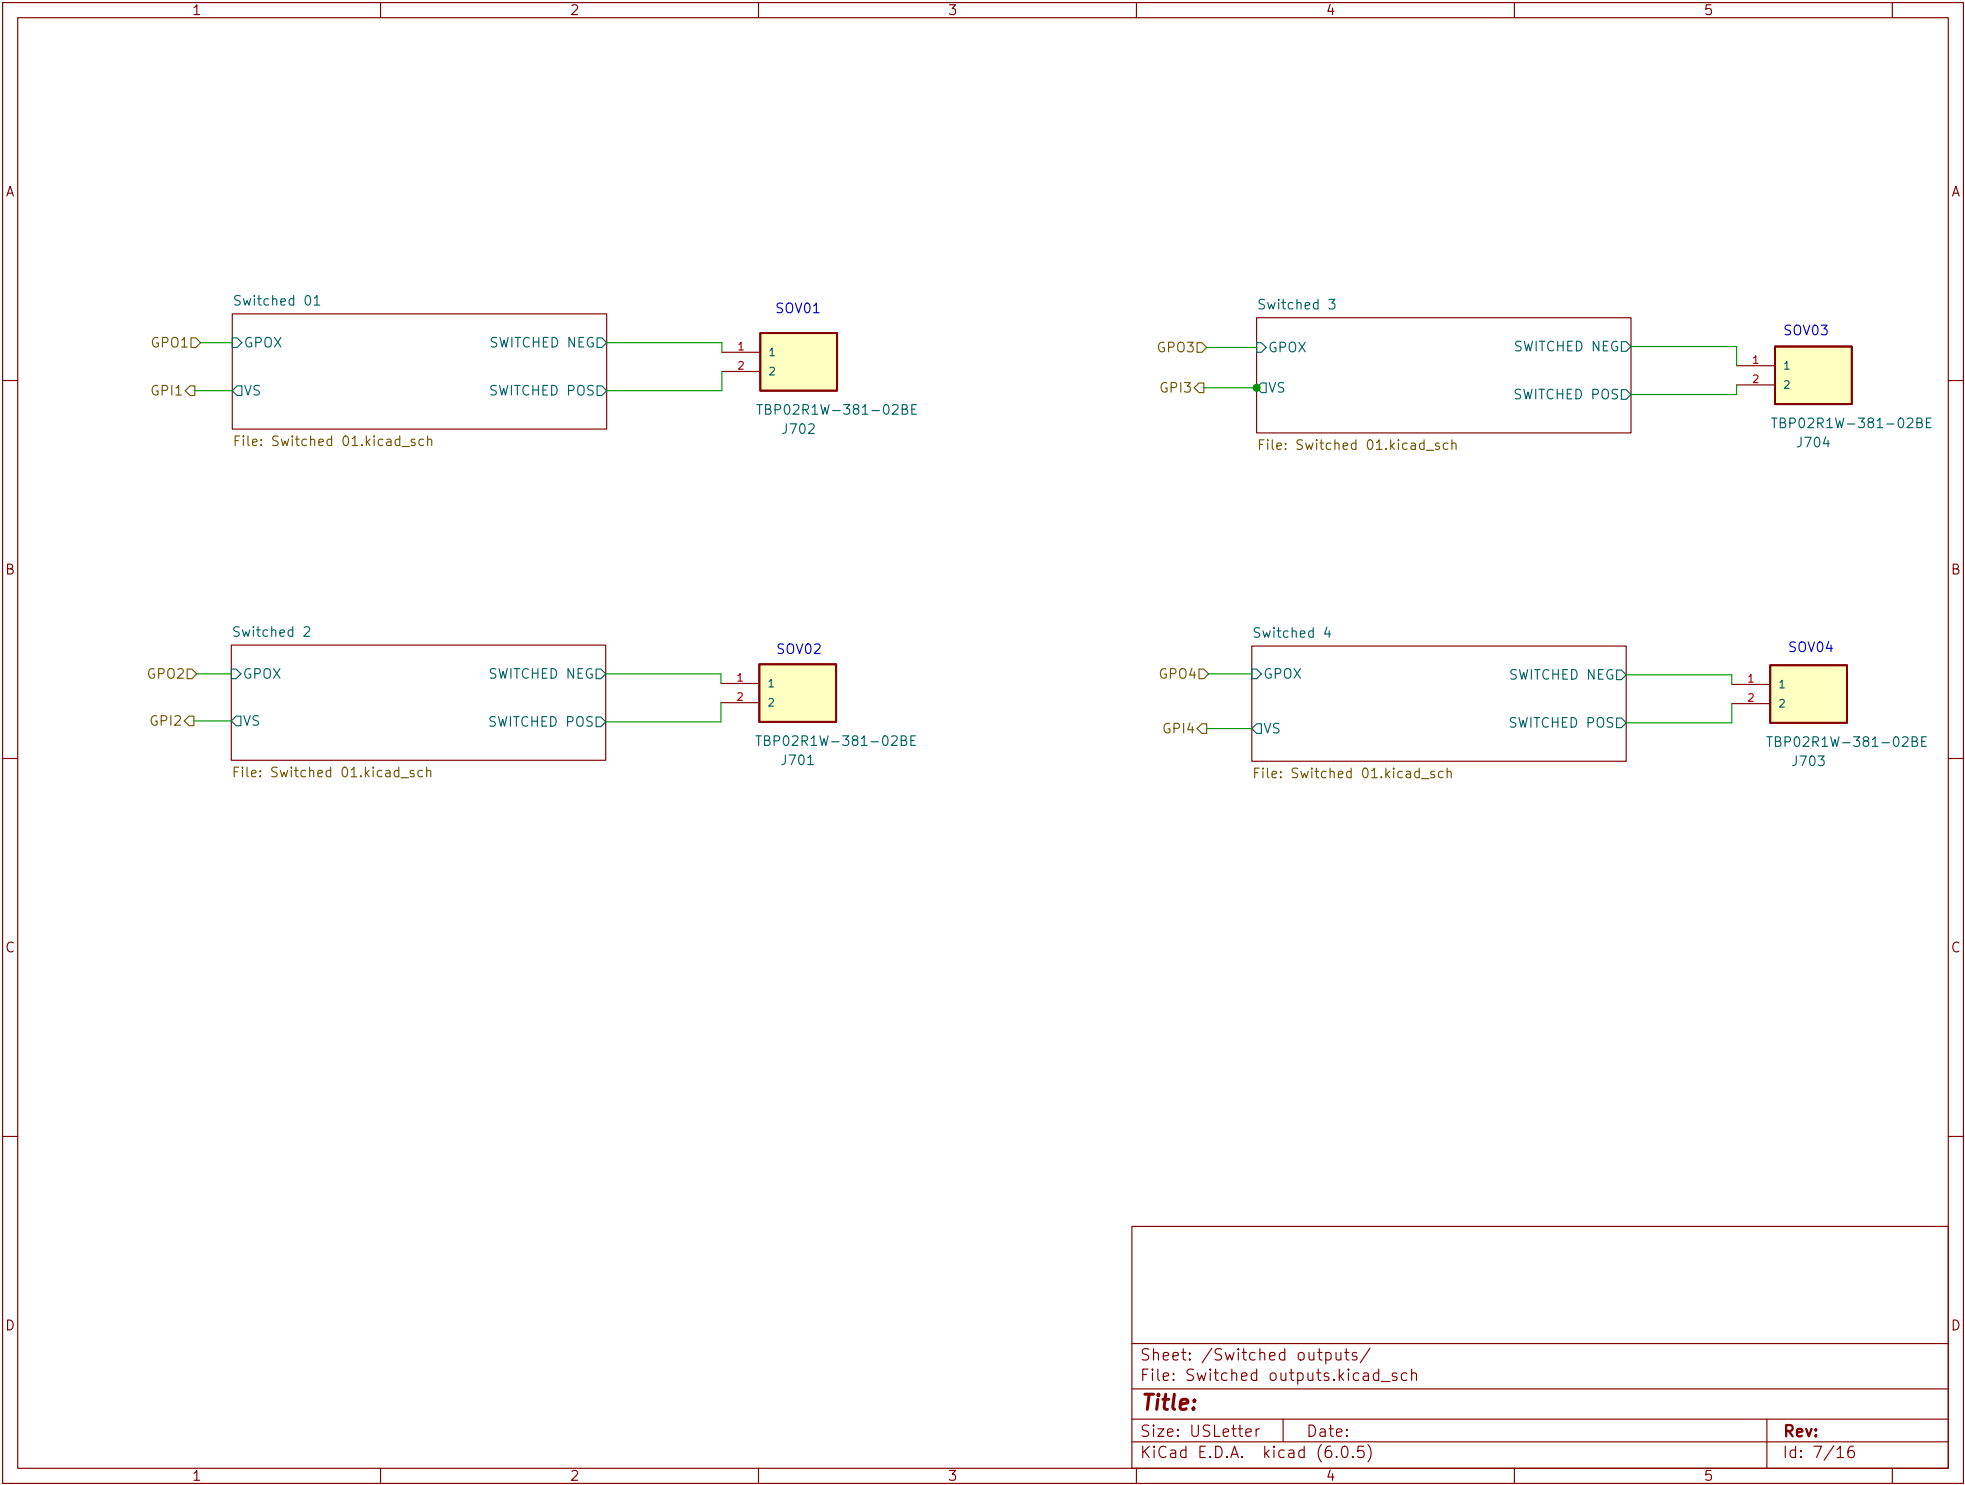 1 2 3 4 5
A A
Switched 01
GPO1 GPOX SWITCHED NEG
GPI1 VS SWITCHED POS
File: Switched 01.kicad_sch
SOV01
1 1
2 2
TBP02R1W-381-02BE
J702
Switched 3
GPO3 GPOX SWITCHED NEG
GPI3 VS SWITCHED POS
File: Switched 01.kicad_sch
SOV03
1 1
2 2
TBP02R1W-381-02BE
J704
B B
Switched 2
GPO2 GPOX SWITCHED NEG
GPI2 VS SWITCHED POS
File: Switched 01.kicad_sch
SOV02
1 1
2 2
TBP02R1W-381-02BE
J701
Switched 4
GPO4 GPOX SWITCHED NEG
GPI4 VS SWITCHED POS
File: Switched 01.kicad_sch
SOV04
1 1
2 2
TBP02R1W-381-02BE
J703
C C
D D
Sheet: /Switched outputs/
File: Switched outputs.kicad_sch
Title:
Size: USLetter Date: Rev:
KiCad E.D.A. kicad (6.0.5) Id: 7/16
1 2 3 4 5